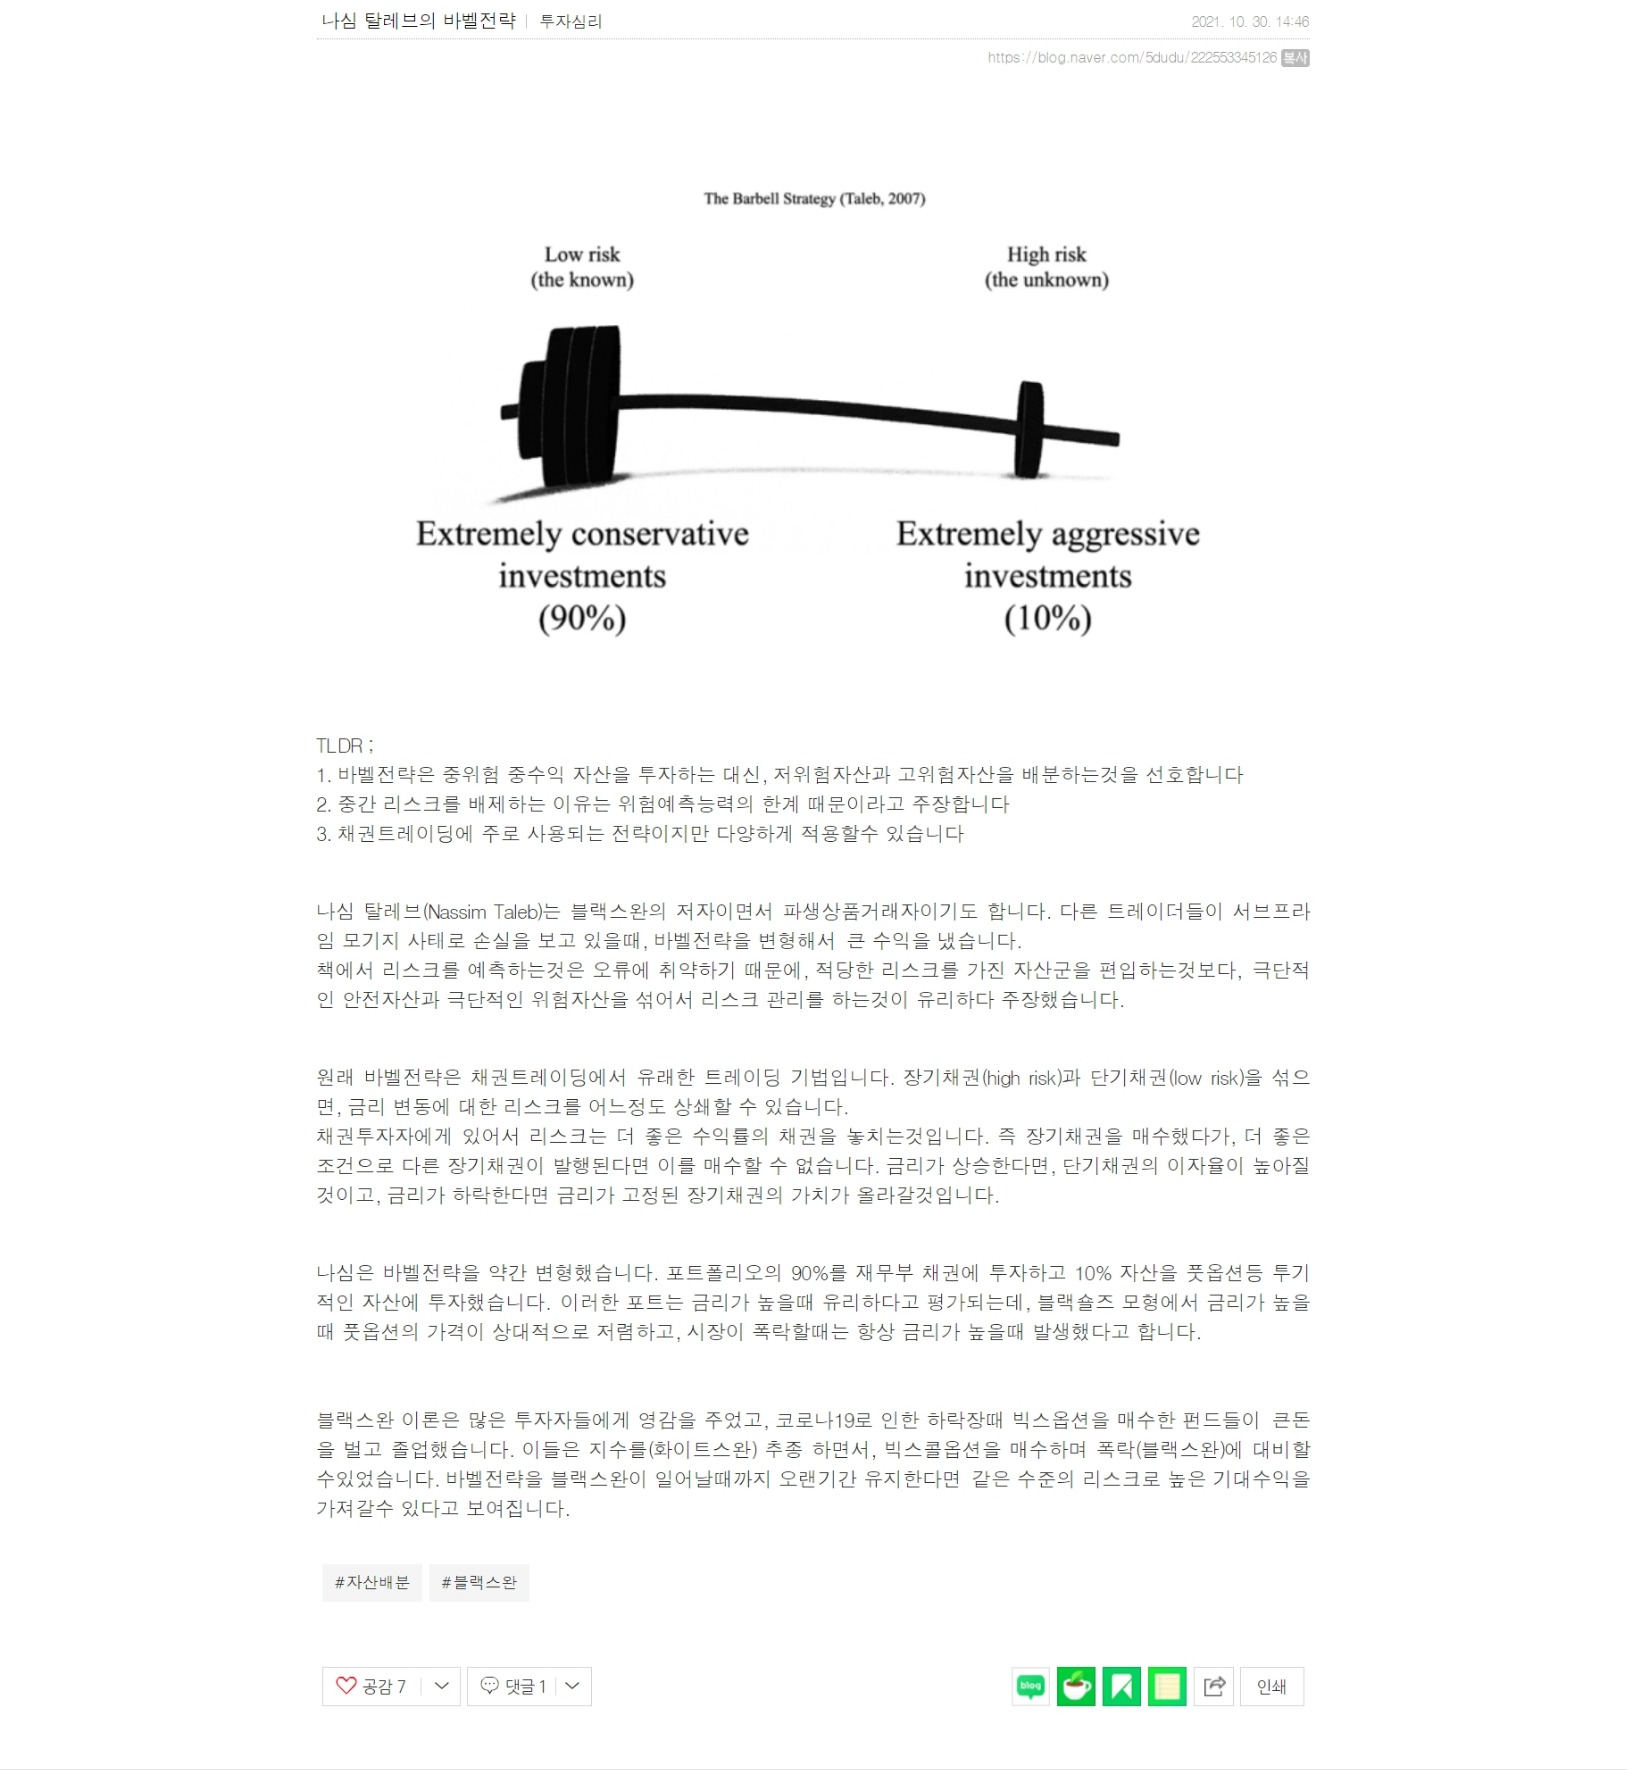 나심 탈레브의 바벨전략 | 투자심리
2021. 10. 30. 14:46
https://blog.naver.com/5dudu/222553345126 복사
The Barbell Strategy (Taleb, 2007)
Low risk
(the known)
High risk
(the unknown)
Extremely conservative
investments
(90%)
Extremely aggressive
investments
(10%)
TLDR ;
1. 바벨전략은 중위험 중수익 자산을 투자하는 대신, 저위험자산과 고위험자산을 배분하는것을 선호합니다
2. 중간 리스크를 배제하는 이유는 위험예측능력의 한계 때문이라고 주장합니다
3. 채권트레이딩에 주로 사용되는 전략이지만 다양하게 적용할수 있습니다
나심 탈레브(Nassim Taleb)는 블랙스완의 저자이면서 파생상품거래자이기도 합니다. 다른 트레이더들이 서브프라
임 모기지 사태로 손실을 보고 있을때, 바벨전략을 변형해서 큰 수익을 냈습니다.
책에서 리스크를 예측하는것은 오류에 취약하기 때문에, 적당한 리스크를 가진 자산군을 편입하는것보다, 극단적
인 안전자산과 극단적인 위험자산을 섞어서 리스크 관리를 하는것이 유리하다 주장했습니다.
원래 바벨전략은 채권트레이딩에서 유래한 트레이딩 기법입니다. 장기채권(high risk)과 단기채권(low risk)을 섞으
면, 금리 변동에 대한 리스크를 어느정도 상쇄할 수 있습니다.
채권투자자에게 있어서 리스크는 더 좋은 수익률의 채권을 놓치는것입니다. 즉 장기채권을 매수했다가, 더 좋은
조건으로 다른 장기채권이 발행된다면 이를 매수할 수 없습니다. 금리가 상승한다면, 단기채권의 이자율이 높아질
것이고, 금리가 하락한다면 금리가 고정된 장기채권의 가치가 올라갈것입니다.
나심은 바벨전략을 약간 변형했습니다. 포트폴리오의 90%를 재무부 채권에 투자하고 10% 자산을 풋옵션등 투기
적인 자산에 투자했습니다. 이러한 포트는 금리가 높을때 유리하다고 평가되는데, 블랙숄즈 모형에서 금리가 높을
때 풋옵션의 가격이 상대적으로 저렴하고, 시장이 폭락할때는 항상 금리가 높을때 발생했다고 합니다.
블랙스완 이론은 많은 투자자들에게 영감을 주었고, 코로나19로 인한 하락장때 빅스옵션을 매수한 펀드들이 큰돈
을 벌고 졸업했습니다. 이들은 지수를(화이트스완) 추종 하면서, 빅스콜옵션을 매수하며 폭락(블랙스완)에 대비할
수있었습니다. 바벨전략을 블랙스완이 일어날때까지 오랜기간 유지한다면 같은 수준의 리스크로 높은 기대수익을
가져갈수 있다고 보여집니다.
#자산배분 #블랙스완
공감 7 댓글 1 blog 인쇄